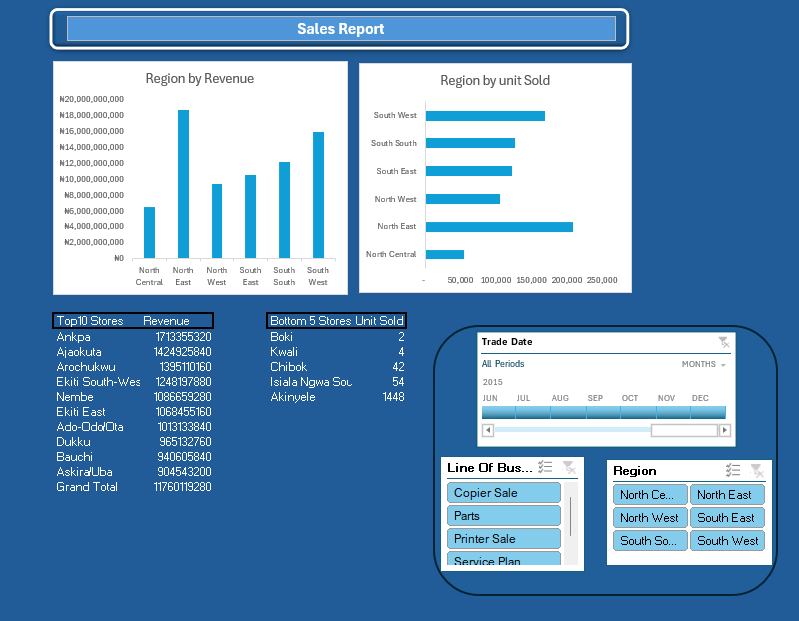 Sales Report
Region by Revenue
₦20,000,000,000
₦18,000,000,000
₦16,000,000,000
₦14,000,000,000
₦12,000,000,000
₦10,000,000,000
₦8,000,000,000
₦6,000,000,000
₦4,000,000,000
₦2,000,000,000
₦0
North Central North East North West South East South South South West
Region by unit Sold
South West
South South
South East
North West
North East
North Central
- 50,000 100,000 150,000 200,000 250,000
Top10 Stores Revenue
Ankpa 1713355320
Ajaokuta 1424925840
Arochukwu 1395110160
Ekiti South-Wes 1248197880
Nembe 1086659280
Ekiti East 1068455160
Ado-Odo/Ota 1013133840
Dukku 965132760
Bauchi 940605840
Askira/Uba 904543200
Grand Total 11760119280
Bottom 5 Stores Unit Sold
Boki 2
Kwali 4
Chibok 42
Isiala Ngwa Sou 54
Akinyele 1448
Trade Date
All Periods MONTHS
2015
JUN JUL AUG SEP OCT NOV DEC
Line Of Bus...
Copier Sale
Parts
Printer Sale
Service Plan
Region
North Ce... North East
North West South East
South So... South West